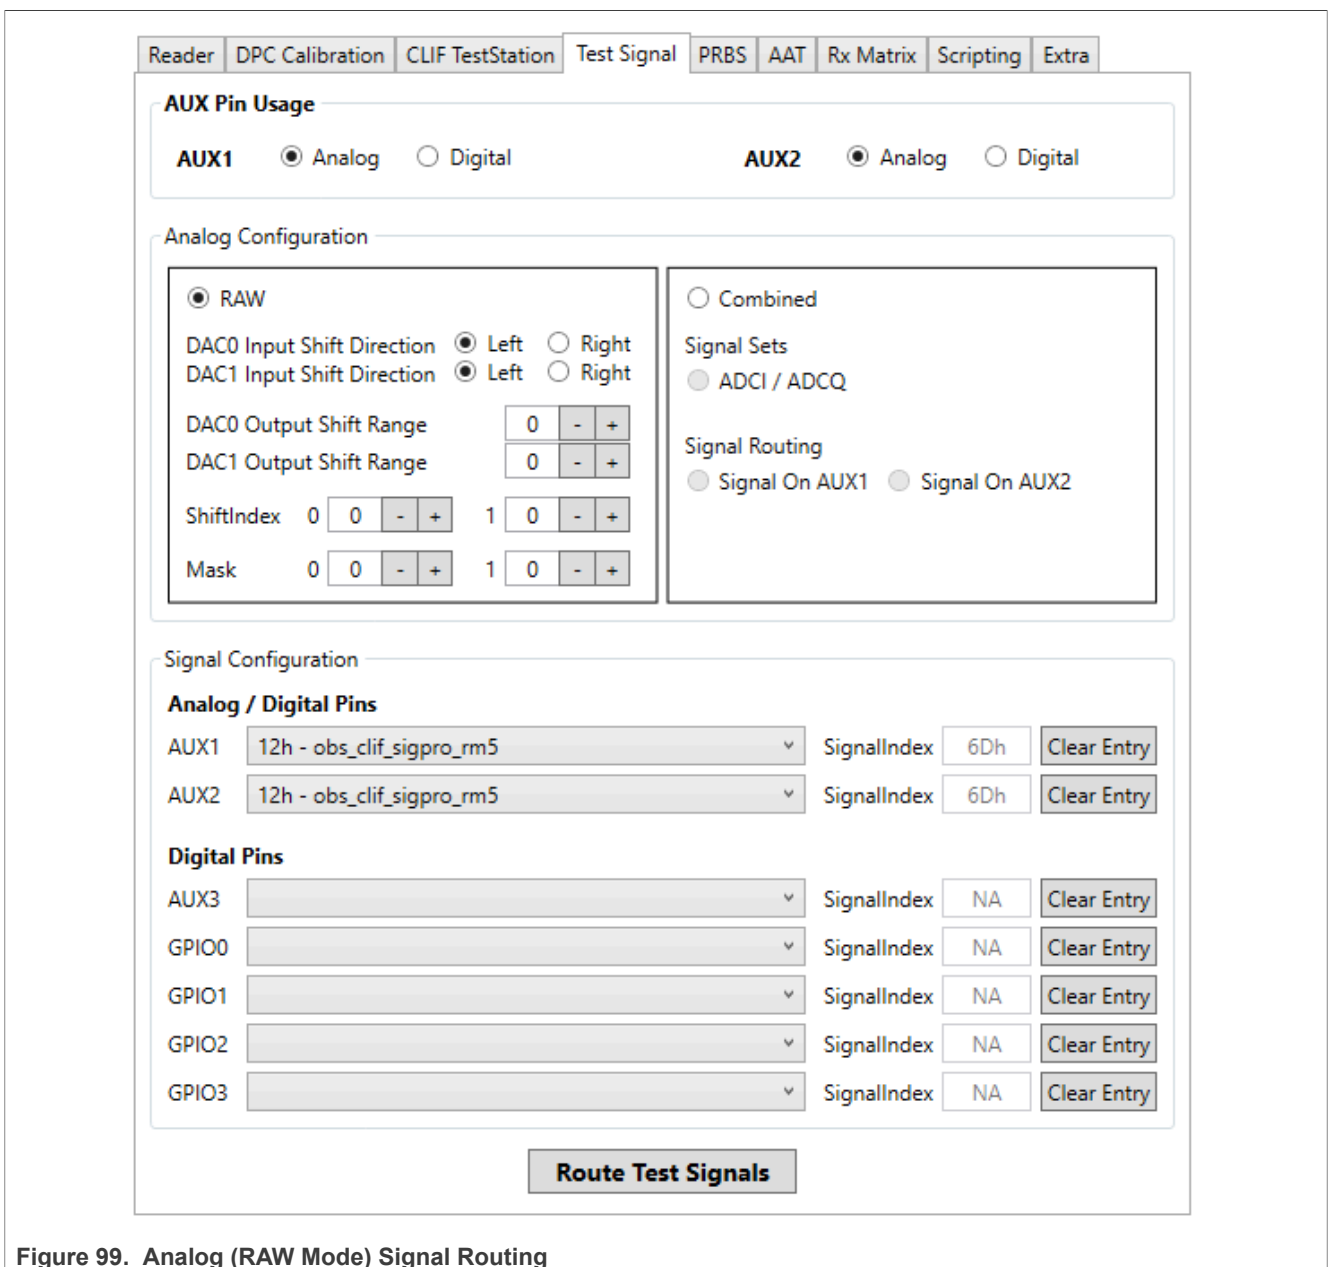 Reader DPC Calibration CLIF TestStation Test Signal PRBS AAT Rx Matrix Scripting Extra
AUX Pin Usage
AUX1 Analog Digital AUX2 Analog Digital
Analog Configuration
RAW
DAC0 Input Shift Direction Left Right
DAC1 Input Shift Direction Left Right
DAC0 Output Shift Range 0 - +
DAC1 Output Shift Range 0 - +
ShiftIndex 0 0 - + 1 0 - +
Mask 0 0 - + 1 0 - +
Combined
Signal Sets
ADCI / ADCQ
Signal Routing
Signal On AUX1 Signal On AUX2
Signal Configuration
Analog / Digital Pins
AUX1 12h - obs_clif_sigpro_rm5 SignalIndex 6Dh Clear Entry
AUX2 12h - obs_clif_sigpro_rm5 SignalIndex 6Dh Clear Entry
Digital Pins
AUX3 SignalIndex NA Clear Entry
GPIO0 SignalIndex NA Clear Entry
GPIO1 SignalIndex NA Clear Entry
GPIO2 SignalIndex NA Clear Entry
GPIO3 SignalIndex NA Clear Entry
Route Test Signals
Figure 99. Analog (RAW Mode) Signal Routing